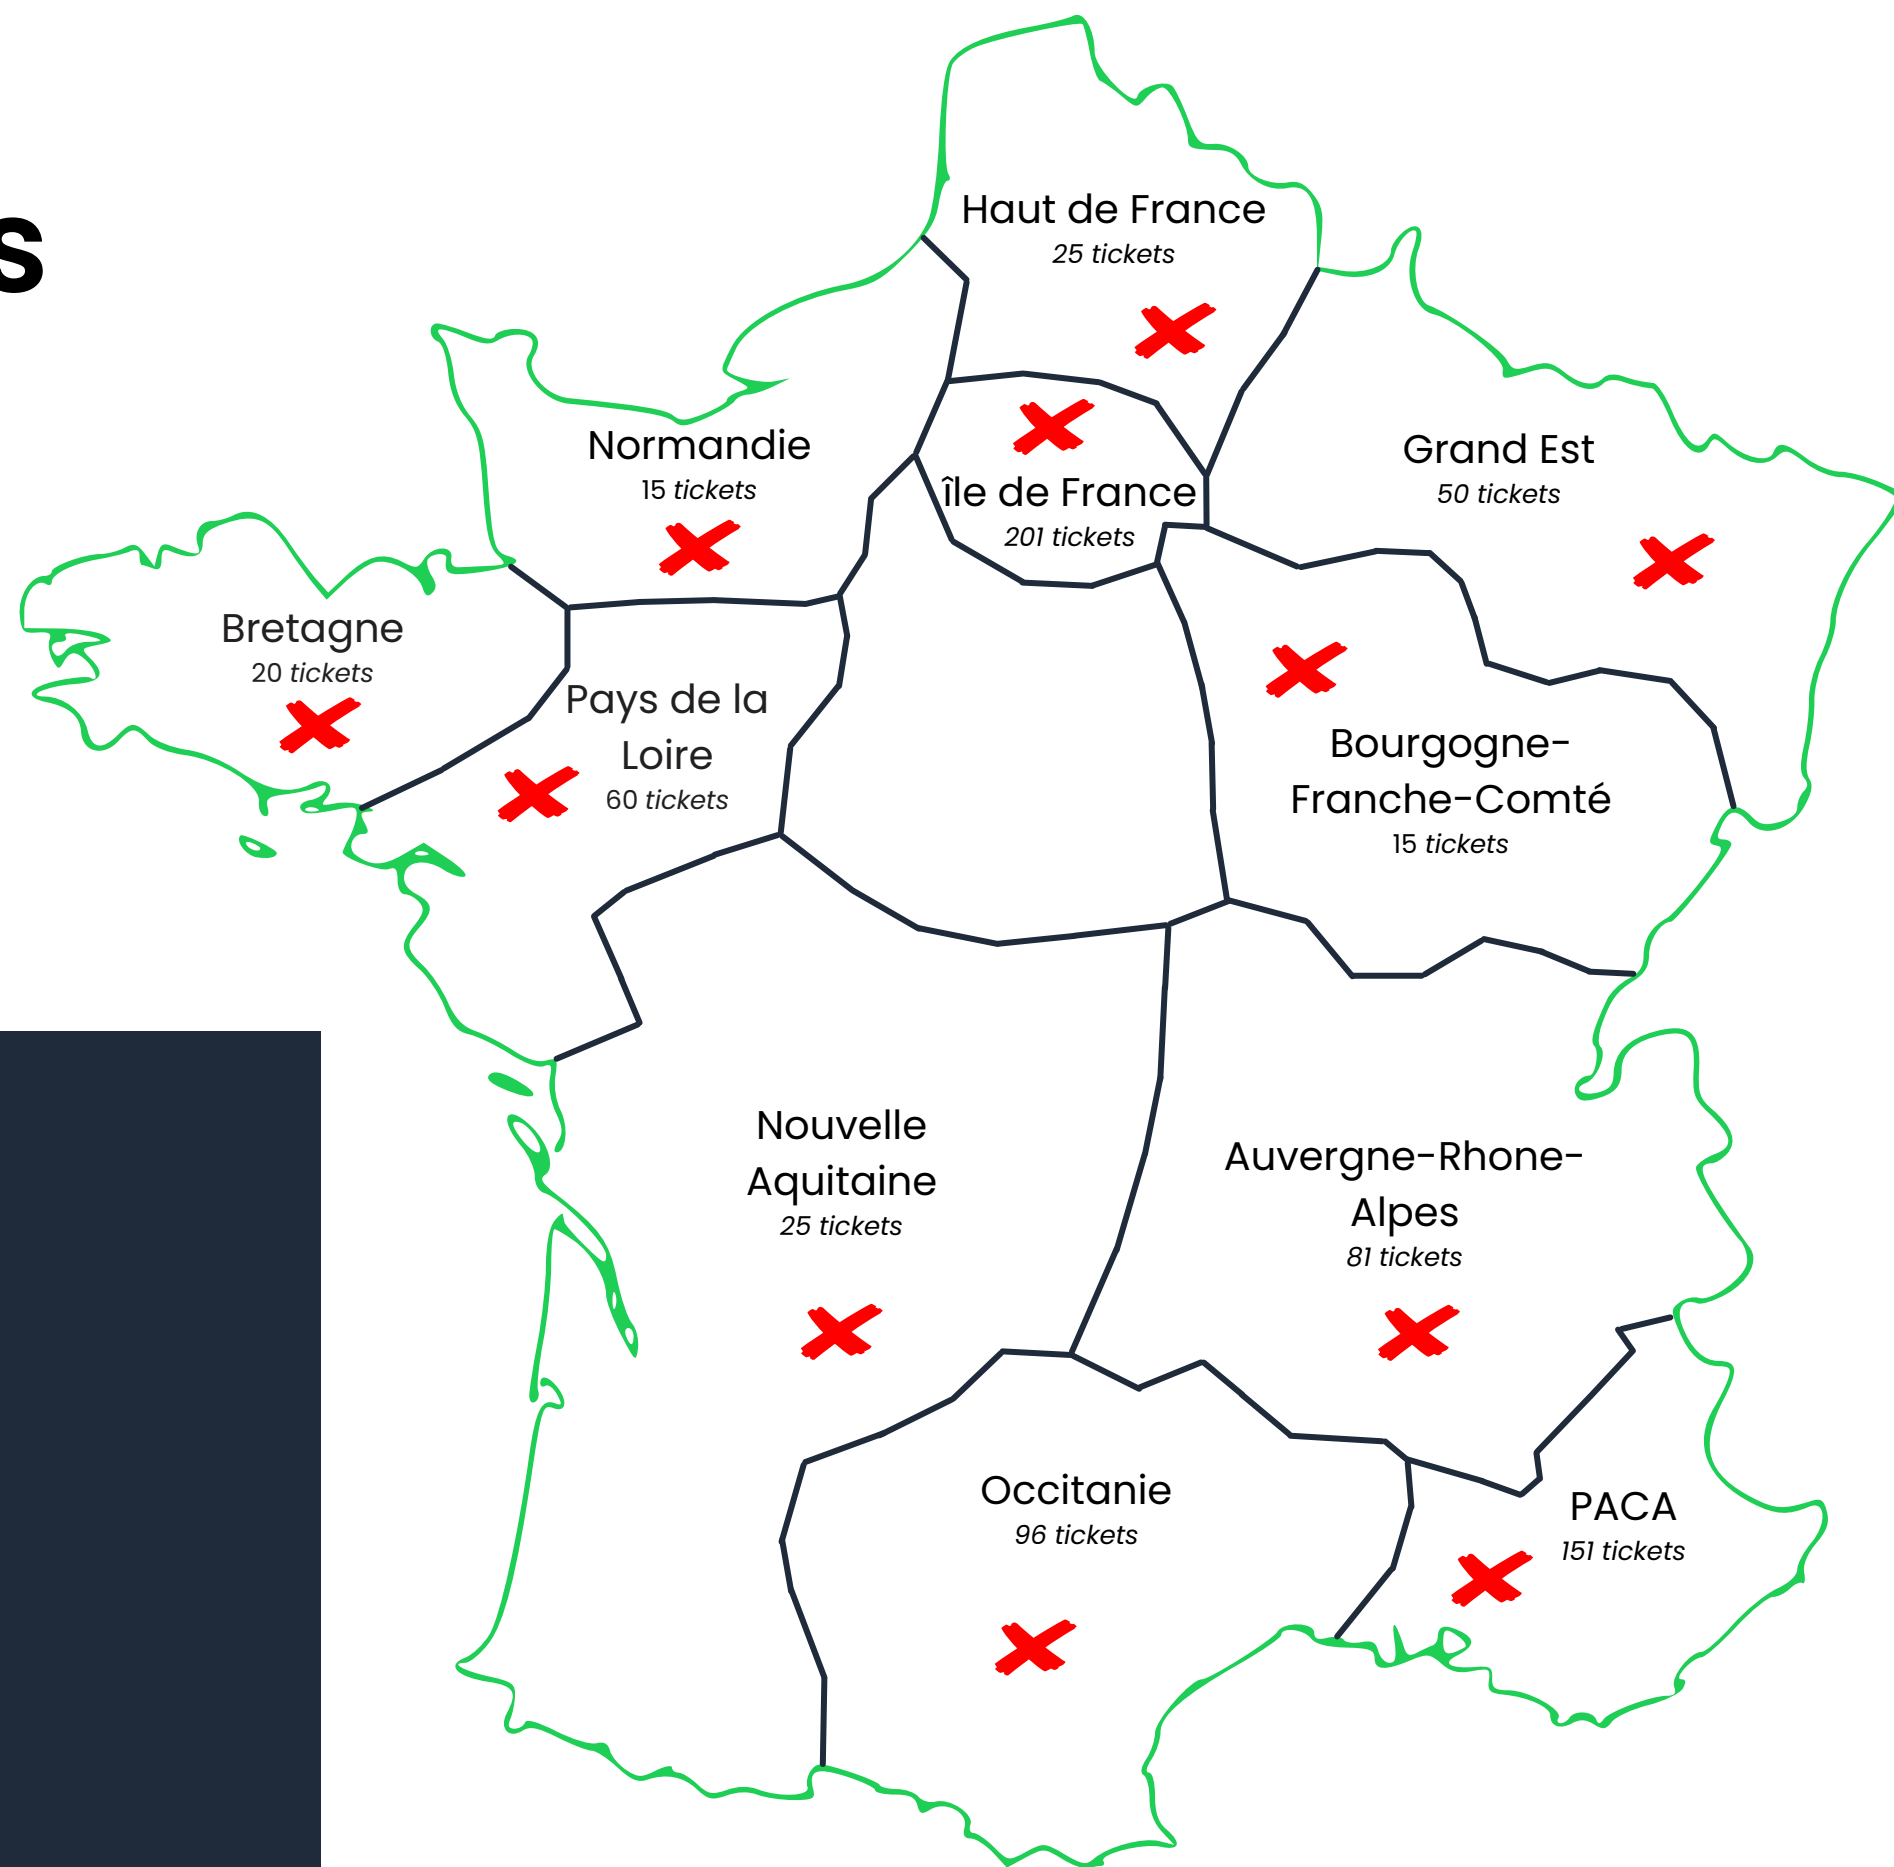 s
Haut de France
25 tickets
Normandie
15 tickets
île de France
201 tickets
Grand Est
50 tickets
Bretagne
20 tickets
Pays de la
Loire
60 tickets
Bourgogne-
Franche-Comté
15 tickets
Nouvelle
Aquitaine
25 tickets
Auvergne-Rhone-
Alpes
81 tickets
Occitanie
96 tickets
PACA
151 tickets